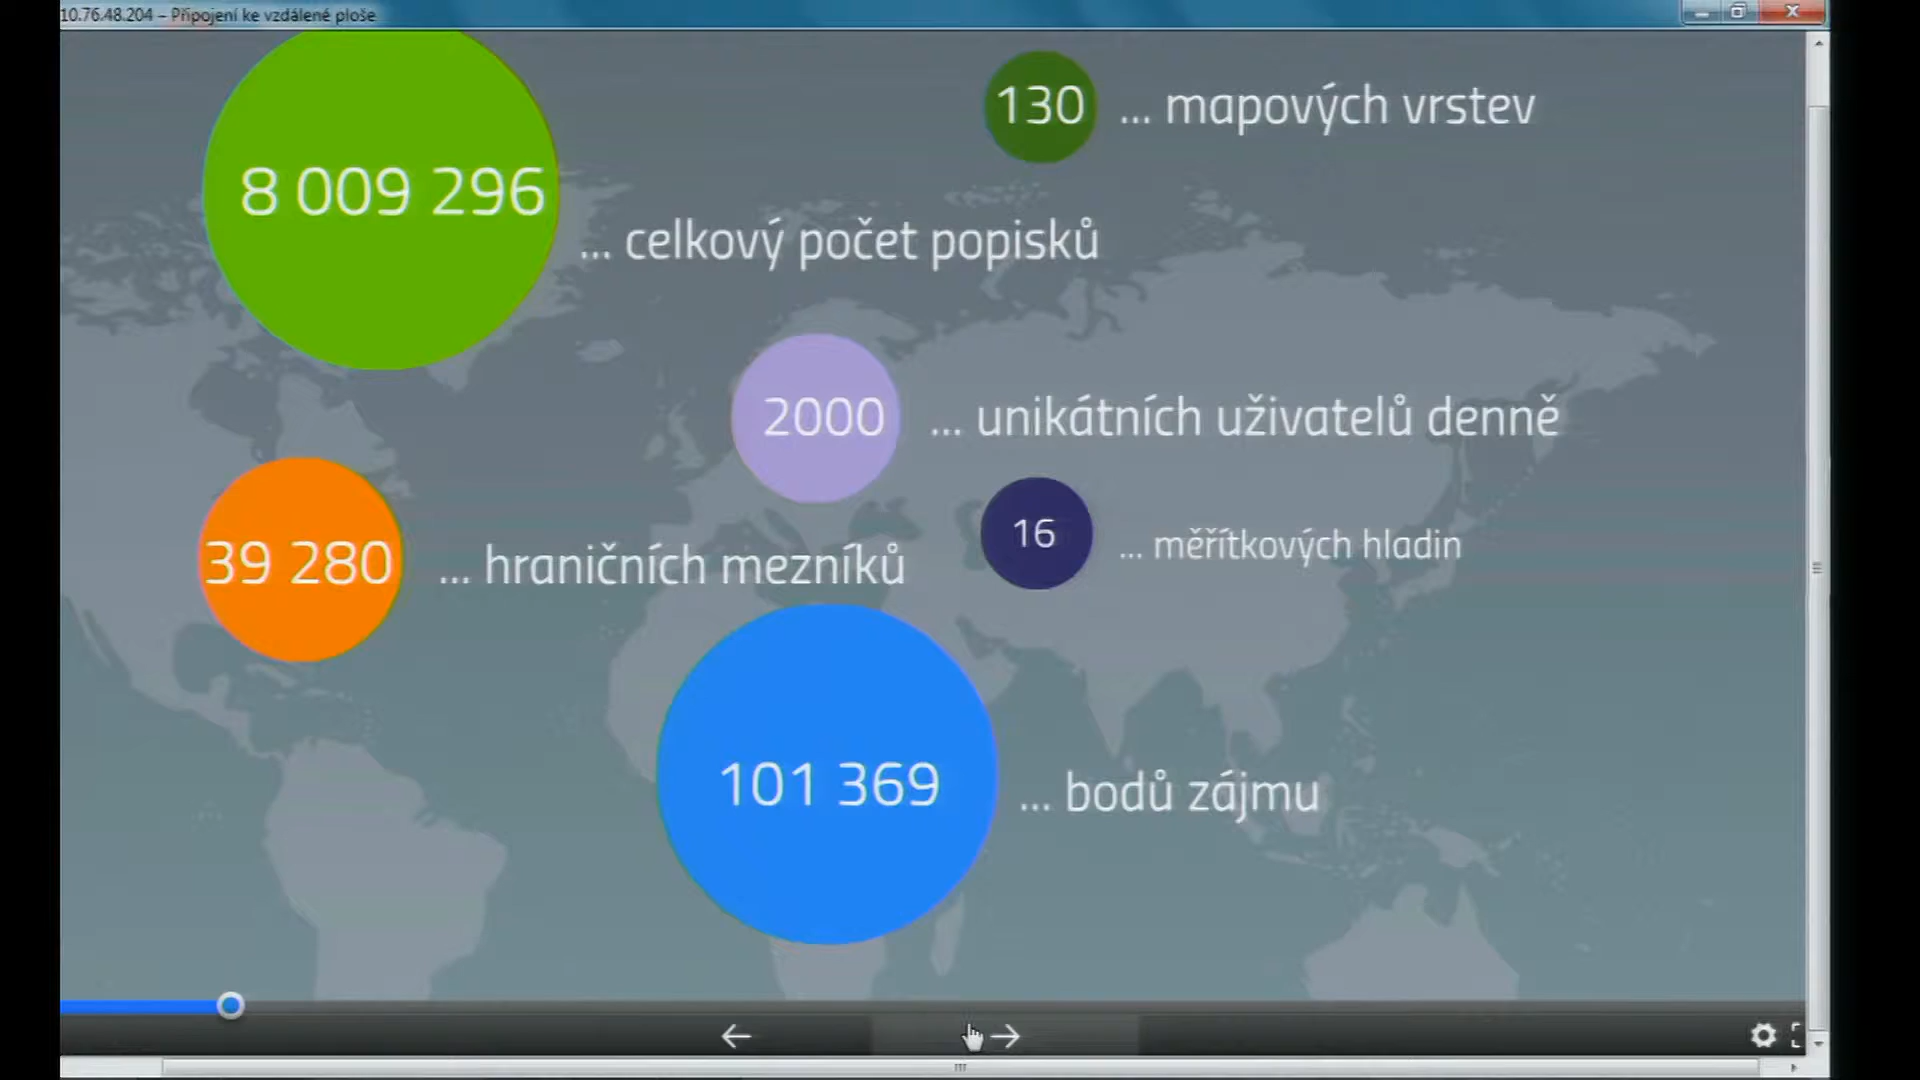 10.76.48.204 – Připojení ke vzdálené ploše
130 ... mapových vrstev
8 009 296
... celkový počet popisků
2000 ... unikátních uživatelů denně
16 ... měřítkových hladin
39 280 ... hraničních mezníků
101 369 ... bodů zájmu